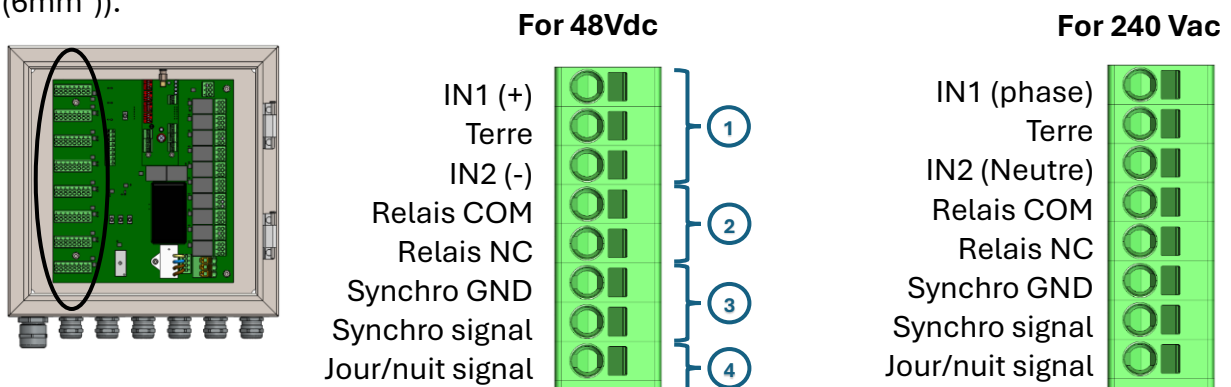 (6mm²)).
For 48Vdc
IN1 (+)
Terre
IN2 (-)
Relais COM
Relais NC
Synchro GND
Synchro signal
Jour/nuit signal
1
2
3
4
For 240 Vac
IN1 (phase)
Terre
IN2 (Neutre)
Relais COM
Relais NC
Synchro GND
Synchro signal
Jour/nuit signal